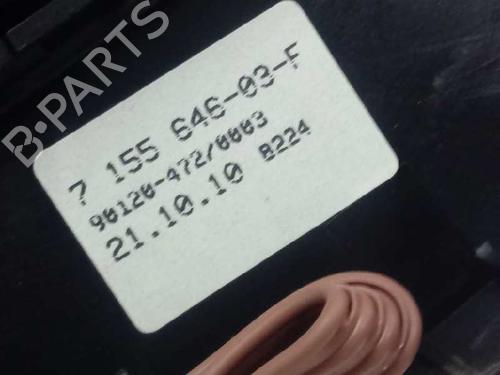 B-PARTS
7 155 646-03-F
90120-472/0003
21.10.10 B224